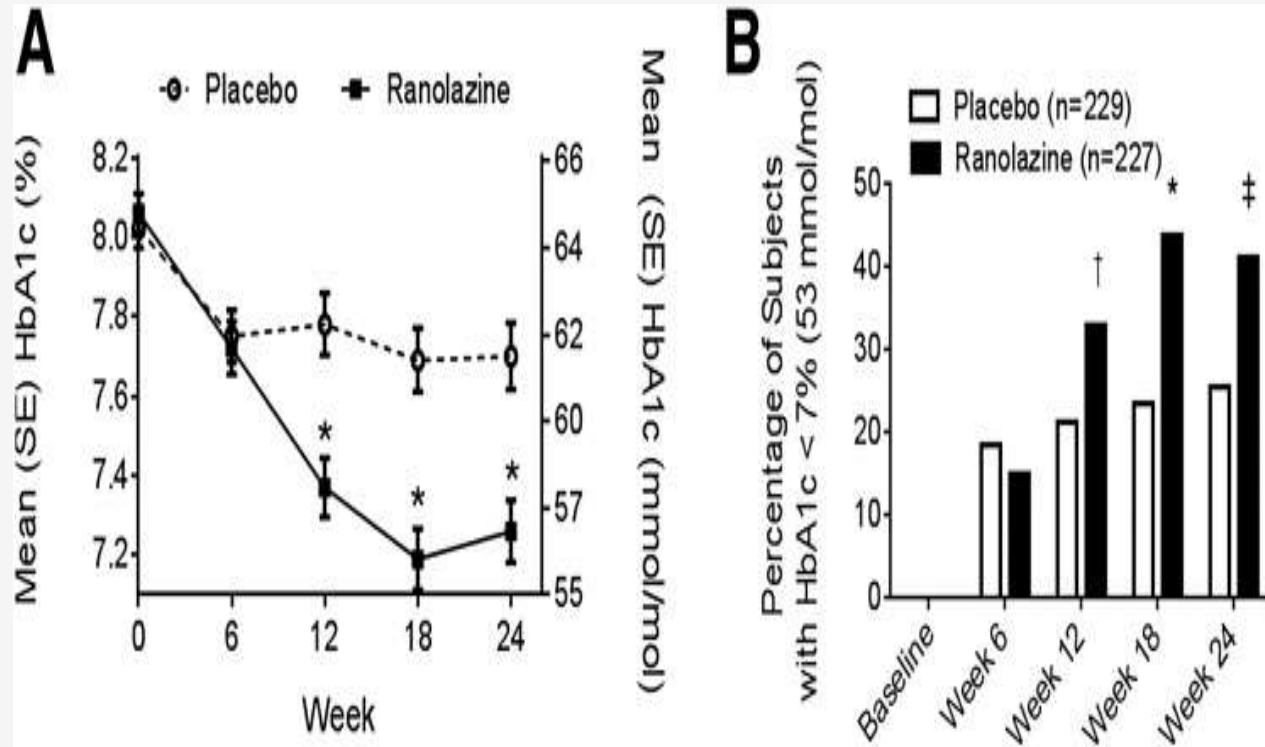 A
Placebo
Ranolazine
Mean (SE) HbA1c (%)
8.2
8.0
7.8
7.6
7.4
7.2
66
64
62
60
57
55
Mean (SE) HbA1c (mmol/mol)
*
*
*
0 6 12 18 24
Week
B
Placebo (n=229)
Ranolazine (n=227)
Percentage of Subjects
with HbA1c < 7% (53 mmol/mol)
50
40
30
20
10
0
†
*
‡
Baseline
Week 6
Week 12
Week 18
Week 24